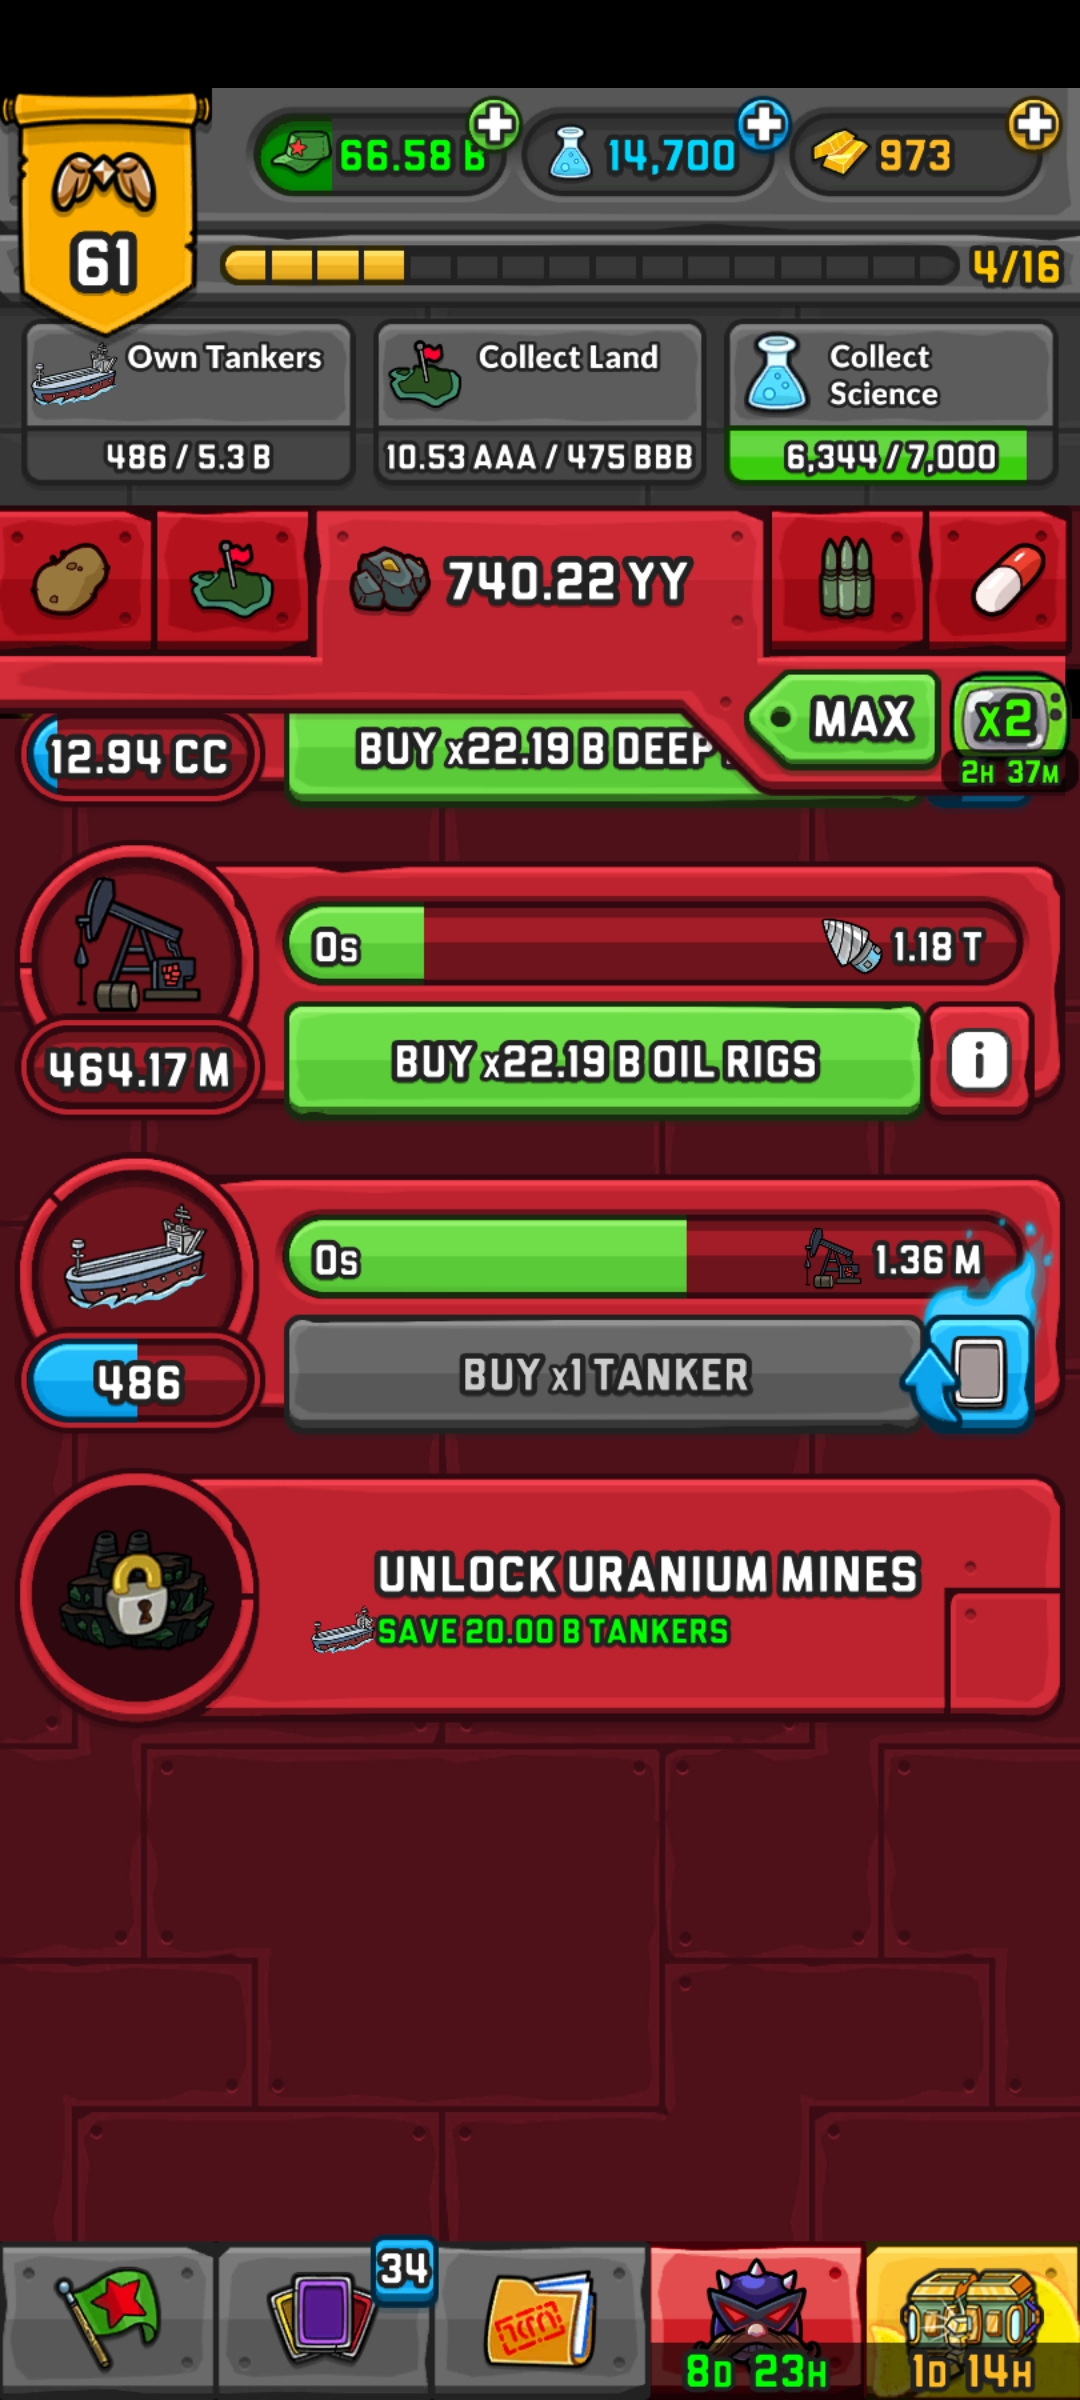 66.58 B
14,700
973
61
4/16
Own Tankers
486 / 5.3 B
Collect Land
10.53 AAA / 475 BBB
Collect
Science
6,344 / 7,000
740.22 YY
MAX
x2
2H 37M
12.94 CC
BUY x22.19 B DEEP
0s
1.18 T
464.17 M
BUY x22.19 B OIL RIGS
i
0s
1.36 M
486
BUY x1 TANKER
UNLOCK URANIUM MINES
SAVE 20.00 B TANKERS
34
8D 23H
1D 14H